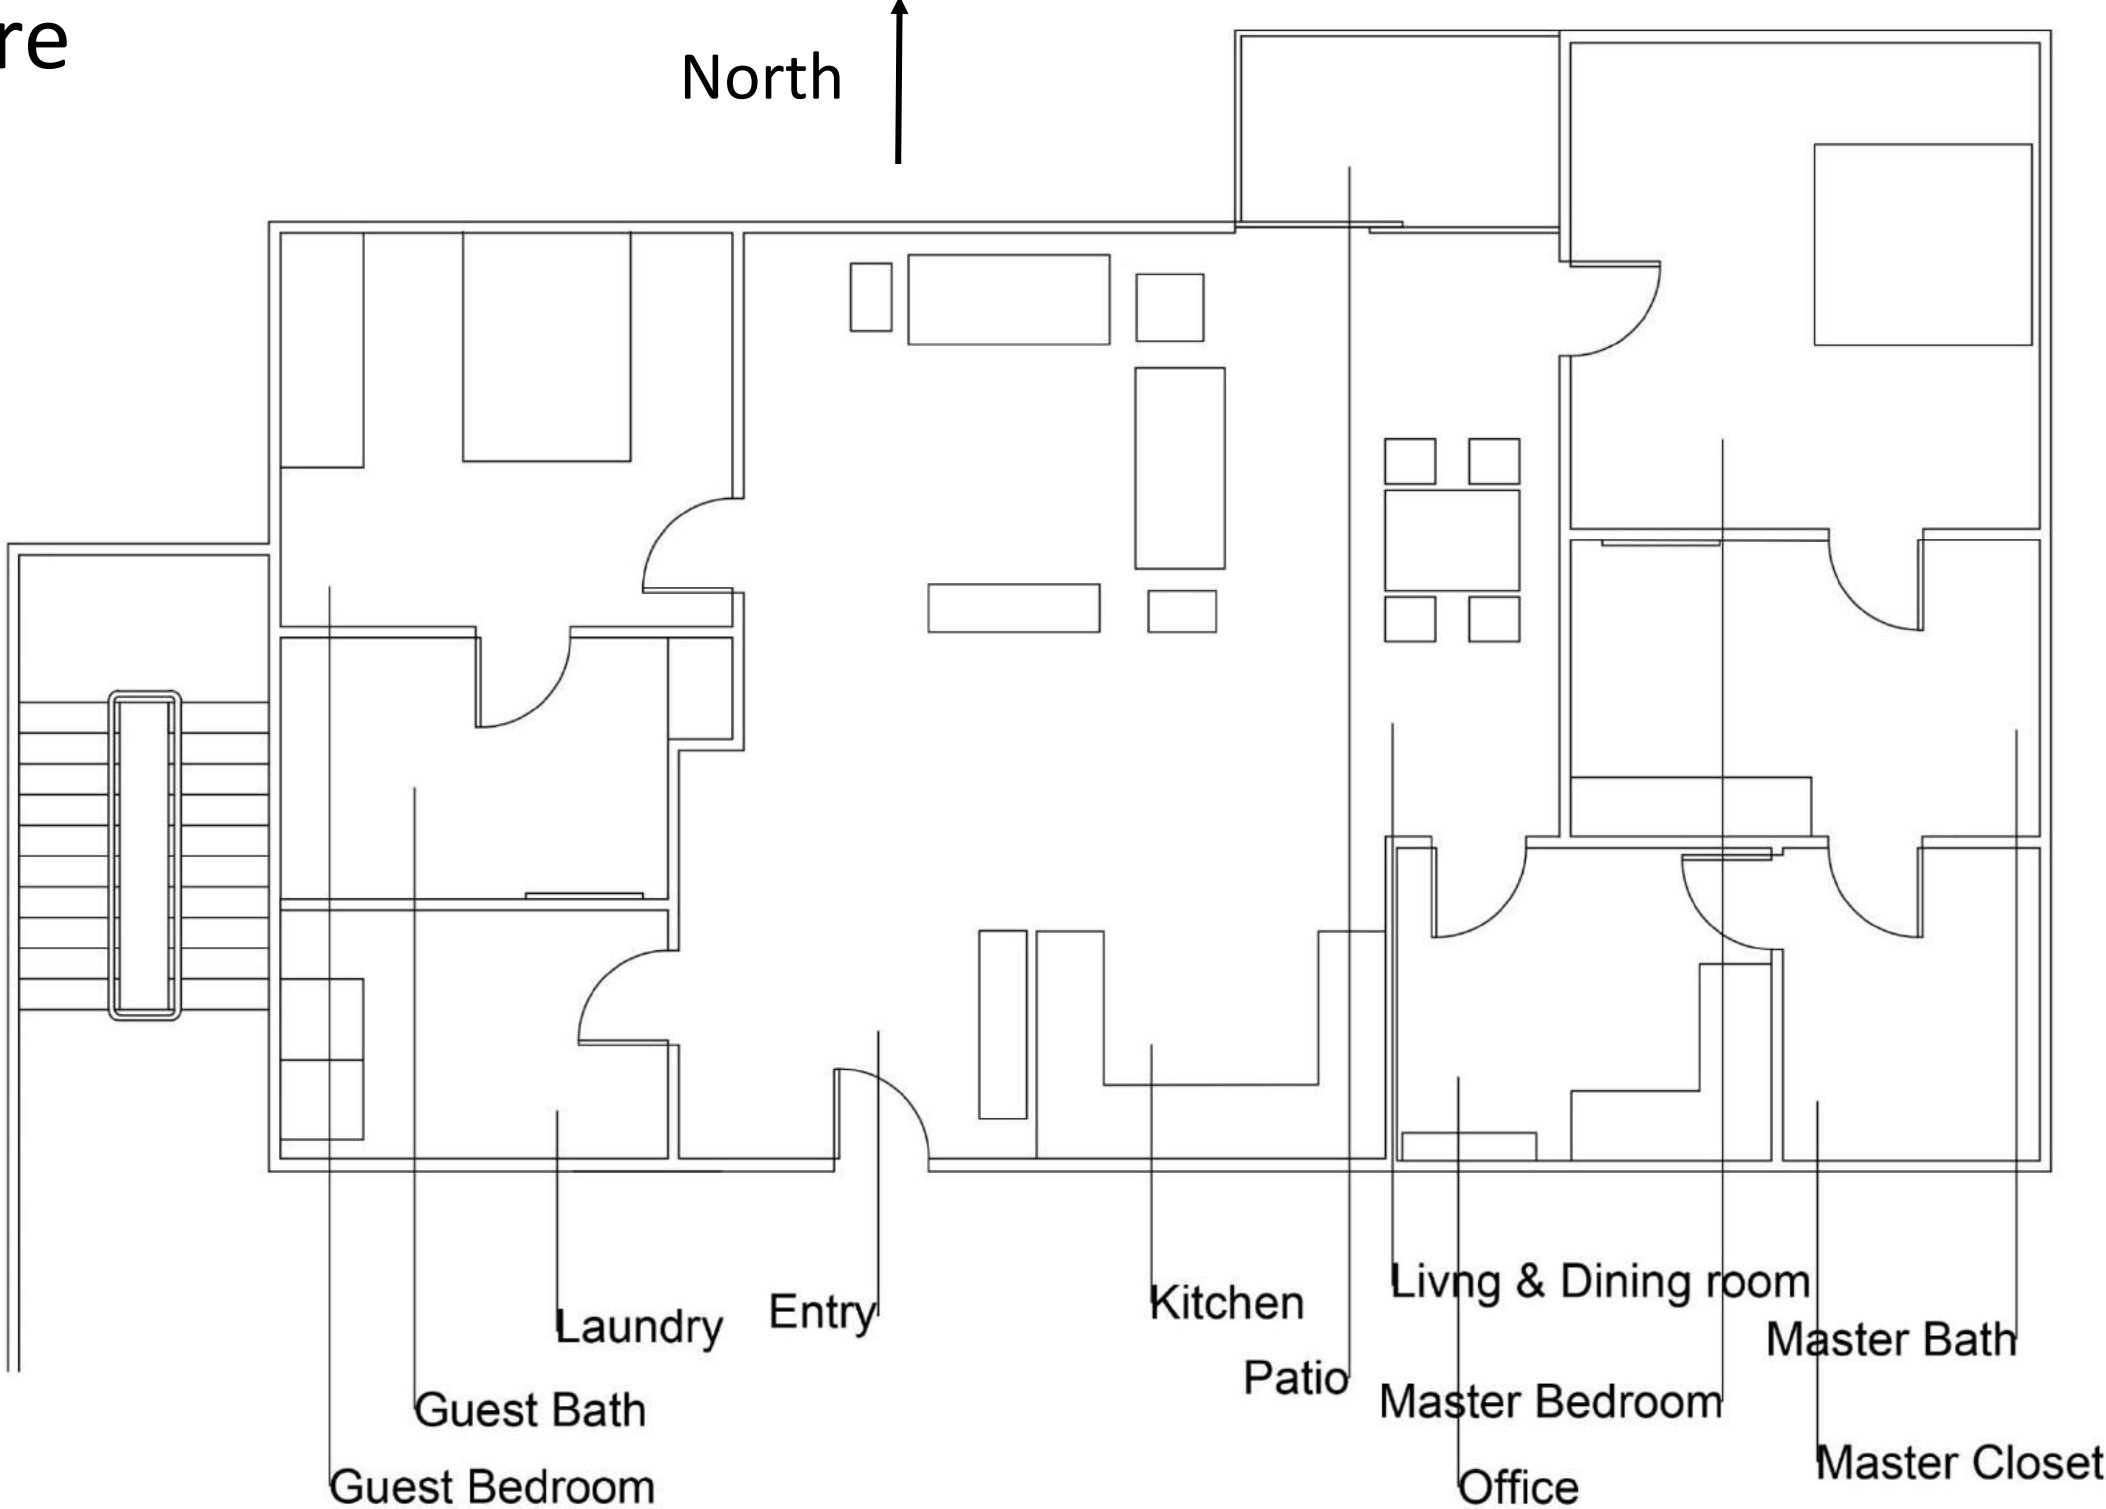 re
North
Livng & Dining room
Kitchen
Entry
Laundry
Master Bath
Patio
Master Bedroom
Guest Bath
Master Closet
Guest Bedroom
Office